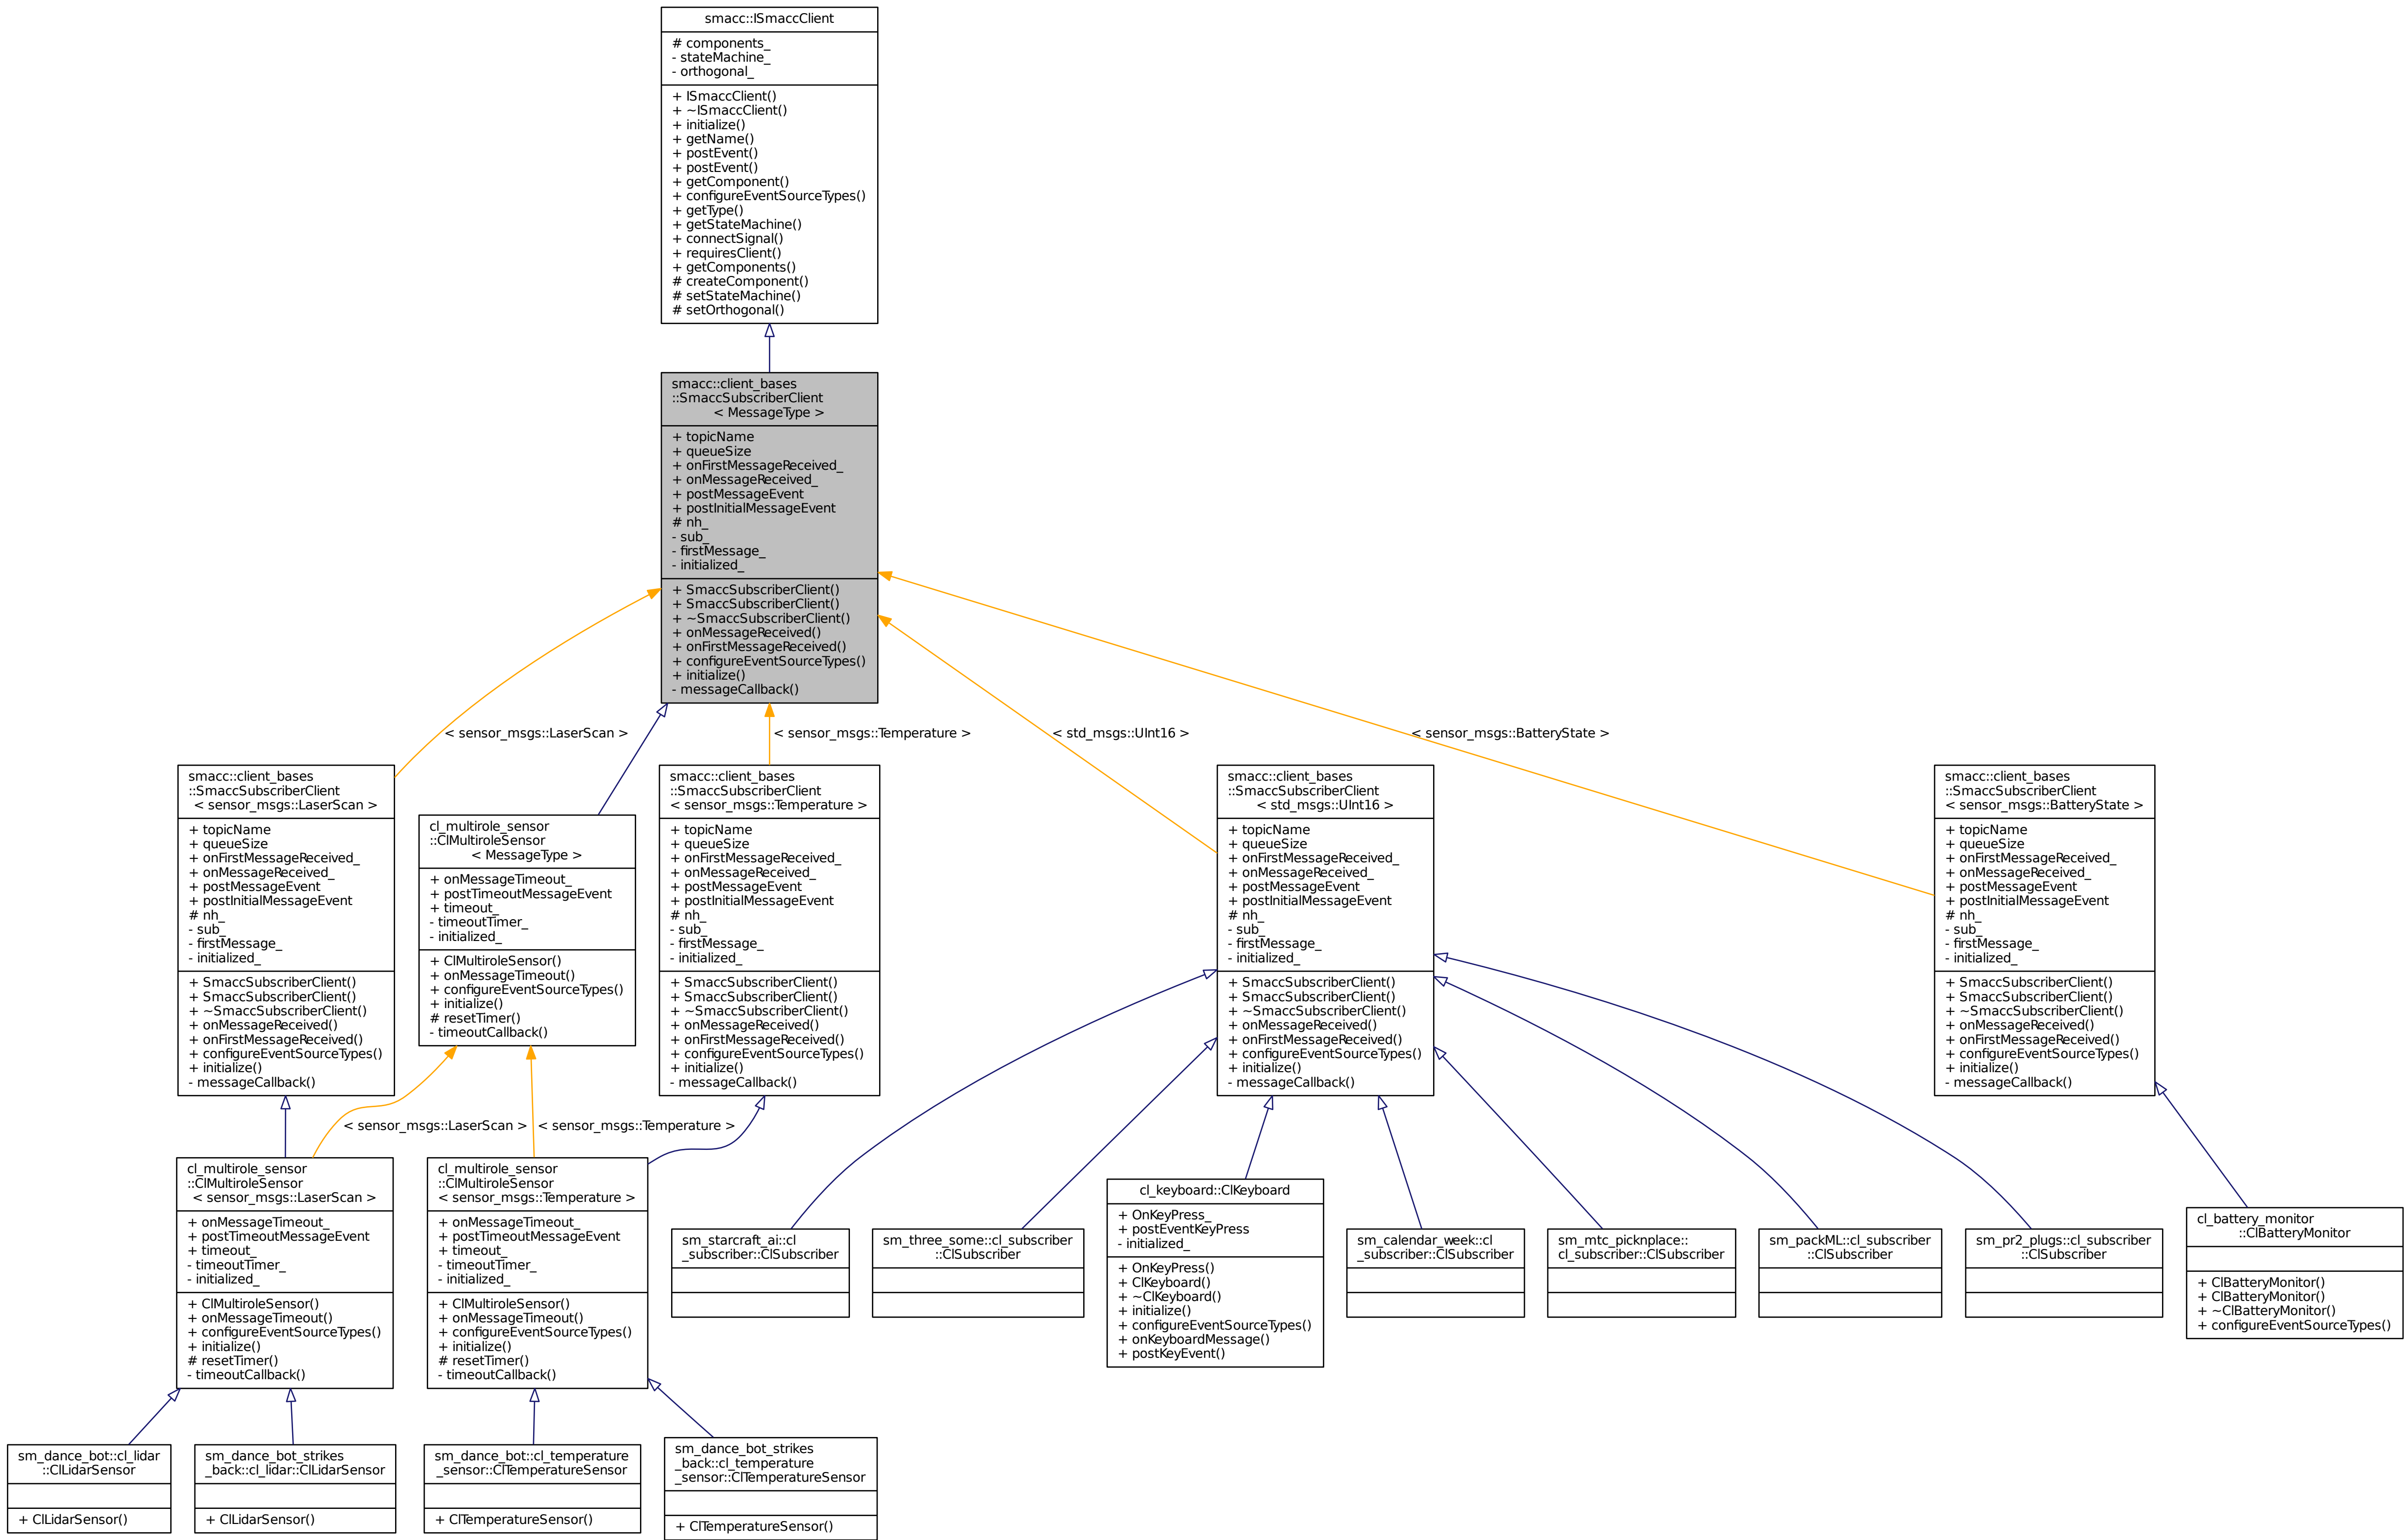 smacc::ISmaccClient
# components_
- stateMachine_
- orthogonal_
+ ISmaccClient()
+ ~ISmaccClient()
+ initialize()
+ getName()
+ postEvent()
+ postEvent()
+ getComponent()
+ configureEventSourceTypes()
+ getType()
+ getStateMachine()
+ connectSignal()
+ requiresClient()
+ getComponents()
# createComponent()
# setStateMachine()
# setOrthogonal()
smacc::client_bases
::SmaccSubscriberClient
< MessageType >
+ topicName
+ queueSize
+ onFirstMessageReceived_
+ onMessageReceived_
+ postMessageEvent
+ postInitialMessageEvent
# nh_
- sub_
- firstMessage_
- initialized_
+ SmaccSubscriberClient()
+ SmaccSubscriberClient()
+ ~SmaccSubscriberClient()
+ onMessageReceived()
+ onFirstMessageReceived()
+ configureEventSourceTypes()
+ initialize()
- messageCallback()
< sensor_msgs::LaserScan >
< sensor_msgs::Temperature >
< std_msgs::UInt16 >
< sensor_msgs::BatteryState >
smacc::client_bases
::SmaccSubscriberClient
< sensor_msgs::LaserScan >
+ topicName
+ queueSize
+ onFirstMessageReceived_
+ onMessageReceived_
+ postMessageEvent
+ postInitialMessageEvent
# nh_
- sub_
- firstMessage_
- initialized_
+ SmaccSubscriberClient()
+ SmaccSubscriberClient()
+ ~SmaccSubscriberClient()
+ onMessageReceived()
+ onFirstMessageReceived()
+ configureEventSourceTypes()
+ initialize()
- messageCallback()
cl_multirole_sensor
::ClMultiroleSensor
< MessageType >
+ onMessageTimeout_
+ postTimeoutMessageEvent
+ timeout_
- timeoutTimer_
- initialized_
+ ClMultiroleSensor()
+ onMessageTimeout()
+ configureEventSourceTypes()
+ initialize()
# resetTimer()
- timeoutCallback()
smacc::client_bases
::SmaccSubscriberClient
< sensor_msgs::Temperature >
+ topicName
+ queueSize
+ onFirstMessageReceived_
+ onMessageReceived_
+ postMessageEvent
+ postInitialMessageEvent
# nh_
- sub_
- firstMessage_
- initialized_
+ SmaccSubscriberClient()
+ SmaccSubscriberClient()
+ ~SmaccSubscriberClient()
+ onMessageReceived()
+ onFirstMessageReceived()
+ configureEventSourceTypes()
+ initialize()
- messageCallback()
smacc::client_bases
::SmaccSubscriberClient
< std_msgs::UInt16 >
+ topicName
+ queueSize
+ onFirstMessageReceived_
+ onMessageReceived_
+ postMessageEvent
+ postInitialMessageEvent
# nh_
- sub_
- firstMessage_
- initialized_
+ SmaccSubscriberClient()
+ SmaccSubscriberClient()
+ ~SmaccSubscriberClient()
+ onMessageReceived()
+ onFirstMessageReceived()
+ configureEventSourceTypes()
+ initialize()
- messageCallback()
smacc::client_bases
::SmaccSubscriberClient
< sensor_msgs::BatteryState >
+ topicName
+ queueSize
+ onFirstMessageReceived_
+ onMessageReceived_
+ postMessageEvent
+ postInitialMessageEvent
# nh_
- sub_
- firstMessage_
- initialized_
+ SmaccSubscriberClient()
+ SmaccSubscriberClient()
+ ~SmaccSubscriberClient()
+ onMessageReceived()
+ onFirstMessageReceived()
+ configureEventSourceTypes()
+ initialize()
- messageCallback()
< sensor_msgs::LaserScan >
< sensor_msgs::Temperature >
cl_multirole_sensor
::ClMultiroleSensor
< sensor_msgs::LaserScan >
+ onMessageTimeout_
+ postTimeoutMessageEvent
+ timeout_
- timeoutTimer_
- initialized_
+ ClMultiroleSensor()
+ onMessageTimeout()
+ configureEventSourceTypes()
+ initialize()
# resetTimer()
- timeoutCallback()
cl_multirole_sensor
::ClMultiroleSensor
< sensor_msgs::Temperature >
+ onMessageTimeout_
+ postTimeoutMessageEvent
+ timeout_
- timeoutTimer_
- initialized_
+ ClMultiroleSensor()
+ onMessageTimeout()
+ configureEventSourceTypes()
+ initialize()
# resetTimer()
- timeoutCallback()
sm_starcraft_ai::cl
_subscriber::ClSubscriber
sm_three_some::cl_subscriber
::ClSubscriber
cl_keyboard::ClKeyboard
+ OnKeyPress_
+ postEventKeyPress
- initialized_
+ OnKeyPress()
+ ClKeyboard()
+ ~ClKeyboard()
+ initialize()
+ configureEventSourceTypes()
+ onKeyboardMessage()
+ postKeyEvent()
sm_calendar_week::cl
_subscriber::ClSubscriber
sm_mtc_picknplace::
cl_subscriber::ClSubscriber
sm_packML::cl_subscriber
::ClSubscriber
sm_pr2_plugs::cl_subscriber
::ClSubscriber
cl_battery_monitor
::ClBatteryMonitor
+ ClBatteryMonitor()
+ ClBatteryMonitor()
+ ~ClBatteryMonitor()
+ configureEventSourceTypes()
sm_dance_bot::cl_lidar
::ClLidarSensor
+ ClLidarSensor()
sm_dance_bot_strikes
_back::cl_lidar::ClLidarSensor
+ ClLidarSensor()
sm_dance_bot::cl_temperature
_sensor::ClTemperatureSensor
+ ClTemperatureSensor()
sm_dance_bot_strikes
_back::cl_temperature
_sensor::ClTemperatureSensor
+ ClTemperatureSensor()